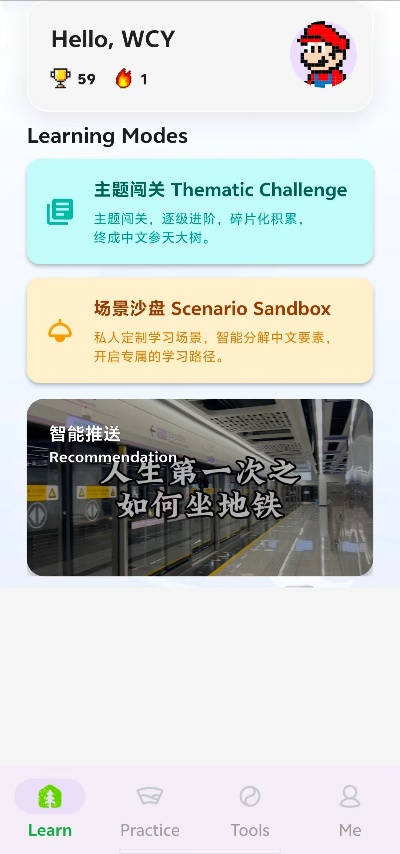 Hello, WCY
59 1
Learning Modes
主题闯关 Thematic Challenge
主题闯关，逐级进阶，碎片化积累，
终成中文参天大树。
场景沙盘 Scenario Sandbox
私人定制学习场景，智能分解中文要素，
开启专属的学习路径。
智能推送
Recommendation
人生第一次之
如何坐地铁
Learn Practice Tools Me